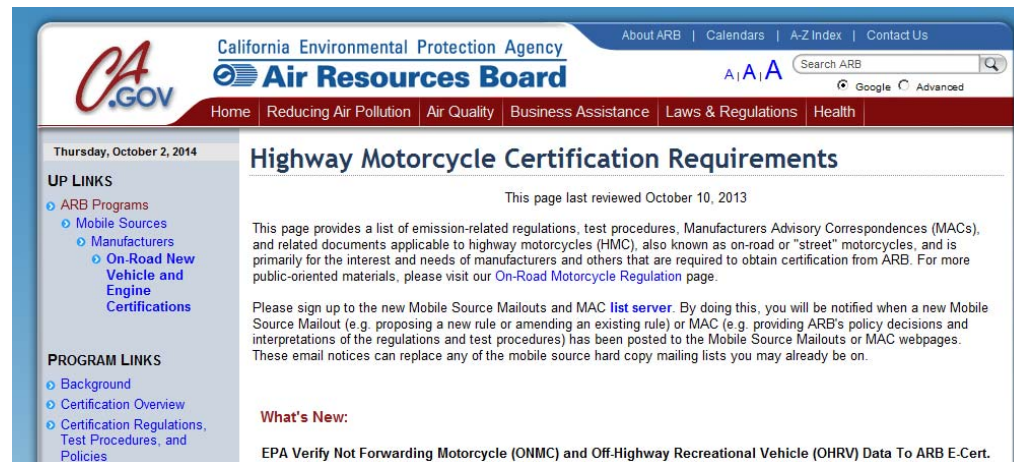 About ARB | Calendars | A-Z Index | Contact Us
California Environmental Protection Agency
Air Resources Board
CA
.GOV
A | A | A
Search ARB
Google Advanced
Home | Reducing Air Pollution | Air Quality | Business Assistance | Laws & Regulations | Health
Thursday, October 2, 2014
UP LINKS
ARB Programs
Mobile Sources
Manufacturers
On-Road New
Vehicle and
Engine
Certifications
PROGRAM LINKS
Background
Certification Overview
Certification Regulations,
Test Procedures, and
Policies
Highway Motorcycle Certification Requirements
This page last reviewed October 10, 2013
This page provides a list of emission-related regulations, test procedures, Manufacturers Advisory Correspondences (MACs),
and related documents applicable to highway motorcycles (HMC), also known as on-road or "street" motorcycles, and is
primarily for the interest and needs of manufacturers and others that are required to obtain certification from ARB. For more
public-oriented materials, please visit our On-Road Motorcycle Regulation page.
Please sign up to the new Mobile Source Mailouts and MAC list server. By doing this, you will be notified when a new Mobile
Source Mailout (e.g. proposing a new rule or amending an existing rule) or MAC (e.g. providing ARB's policy decisions and
interpretations of the regulations and test procedures) has been posted to the Mobile Source Mailouts or MAC webpages.
These email notices can replace any of the mobile source hard copy mailing lists you may already be on.
What's New:
EPA Verify Not Forwarding Motorcycle (ONMC) and Off-Highway Recreational Vehicle (OHRV) Data To ARB E-Cert.